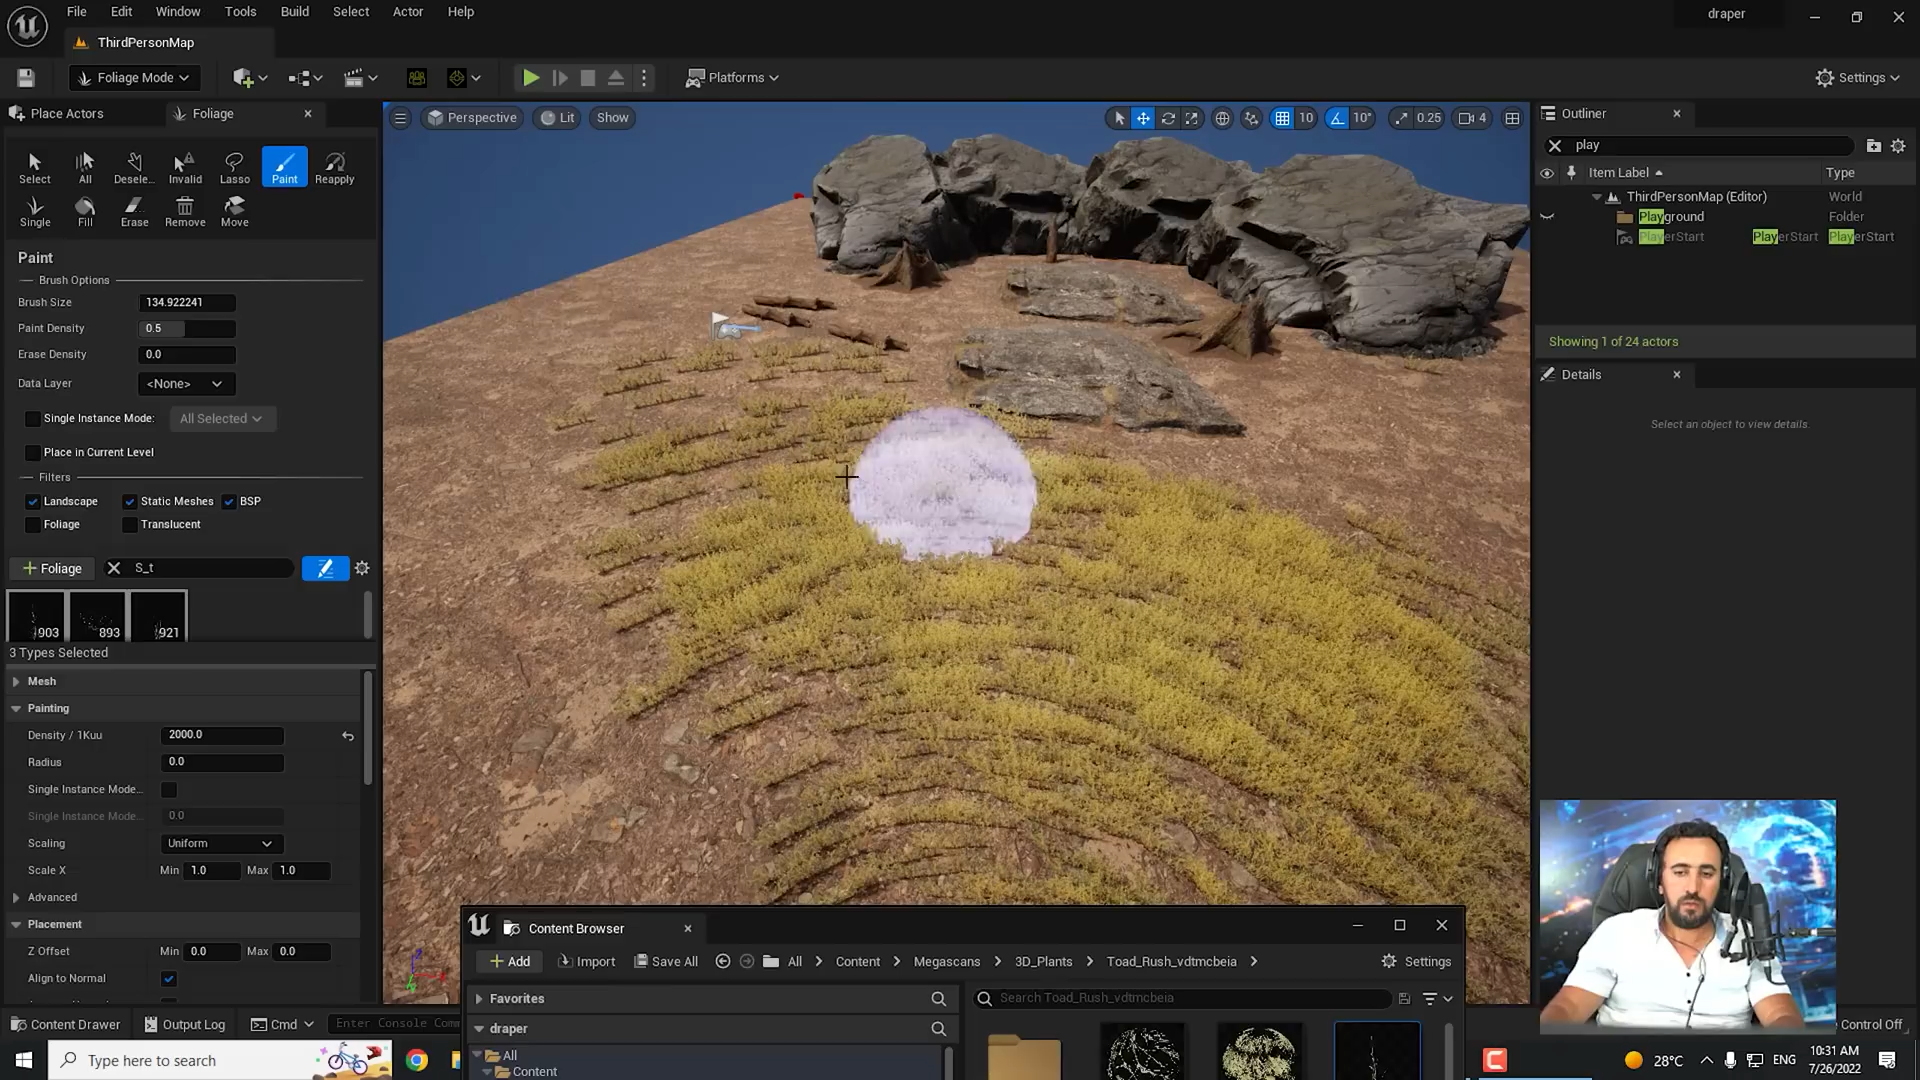 File Edit Window Tools Build Select Actor Help
draper
ThirdPersonMap
Foliage Mode
Platforms
Settings
Place Actors
Foliage
Select All Desele... Invalid Lasso Paint Reapply
Single Fill Erase Remove Move
Paint
Brush Options
Brush Size 134.922241
Paint Density 0.5
Erase Density 0.0
Data Layer <None>
Single Instance Mode: All Selected
Place in Current Level
Filters
Landscape Static Meshes BSP
Foliage Translucent
Foliage S_t
903 893 921
3 Types Selected
Mesh
Painting
Density / 1Kuu 2000.0
Radius 0.0
Single Instance Mode...
Single Instance Mode... 0.0
Scaling Uniform
Scale X Min 1.0 Max 1.0
Advanced
Placement
Z Offset Min 0.0 Max 0.0
Align to Normal
Perspective Lit Show
10 10° 0.25 4
Outliner
play
Item Label Type
ThirdPersonMap (Editor) World
Playground Folder
PlayerStart PlayerStart PlayerStart
Showing 1 of 24 actors
Details
Select an object to view details.
Content Browser
Add Import Save All All Content Megascans 3D_Plants Toad_Rush_vdtmcbeia Settings
Favorites
Search Toad_Rush_vdtmcbeia
draper
All
Content
Content Drawer Output Log Cmd Enter Console Comm
Control Off
Type here to search
28°C ENG
10:31 AM
7/26/2022